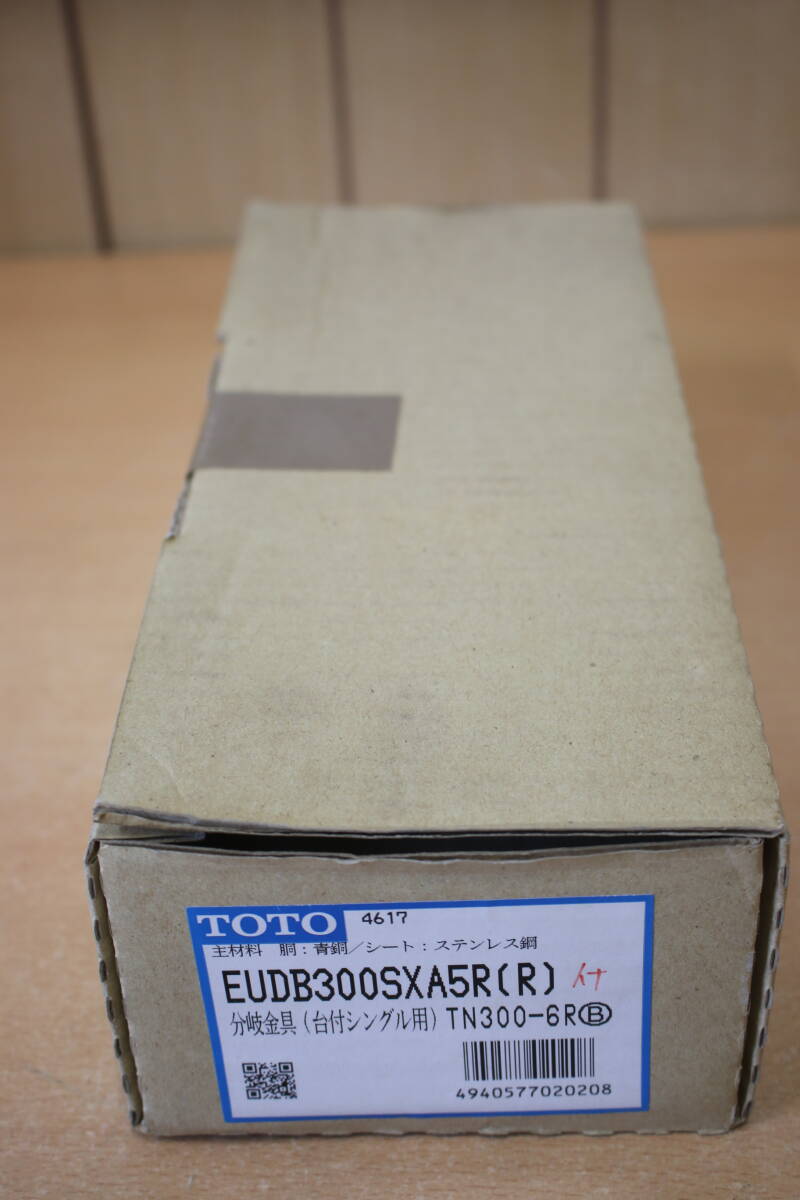 TOTO 4617
主材料 胴：青銅／シート：ステンレス鋼
EUDB300SXA5R(R) 付
分岐金具（台付シングル用）TN300-6RⒷ
4940577020208